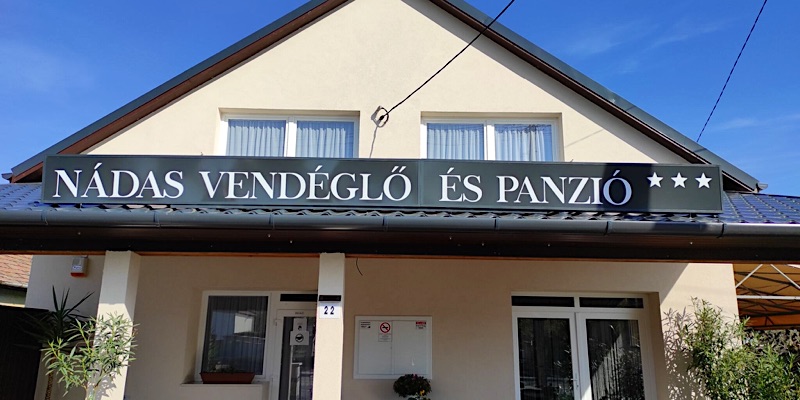 NÁDAS VENDÉGLŐ ÉS PANZIÓ ★★★
22